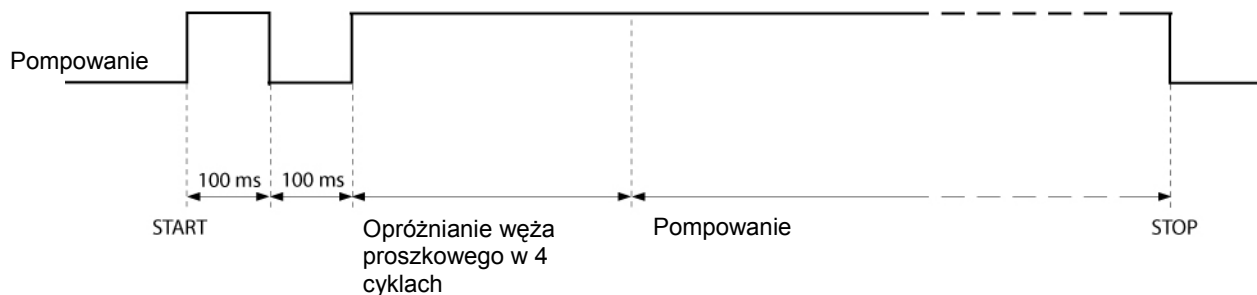 Pompowanie
100 ms
100 ms
START
Opróżnianie węża
proszkowego w 4
cyklach
Pompowanie
STOP